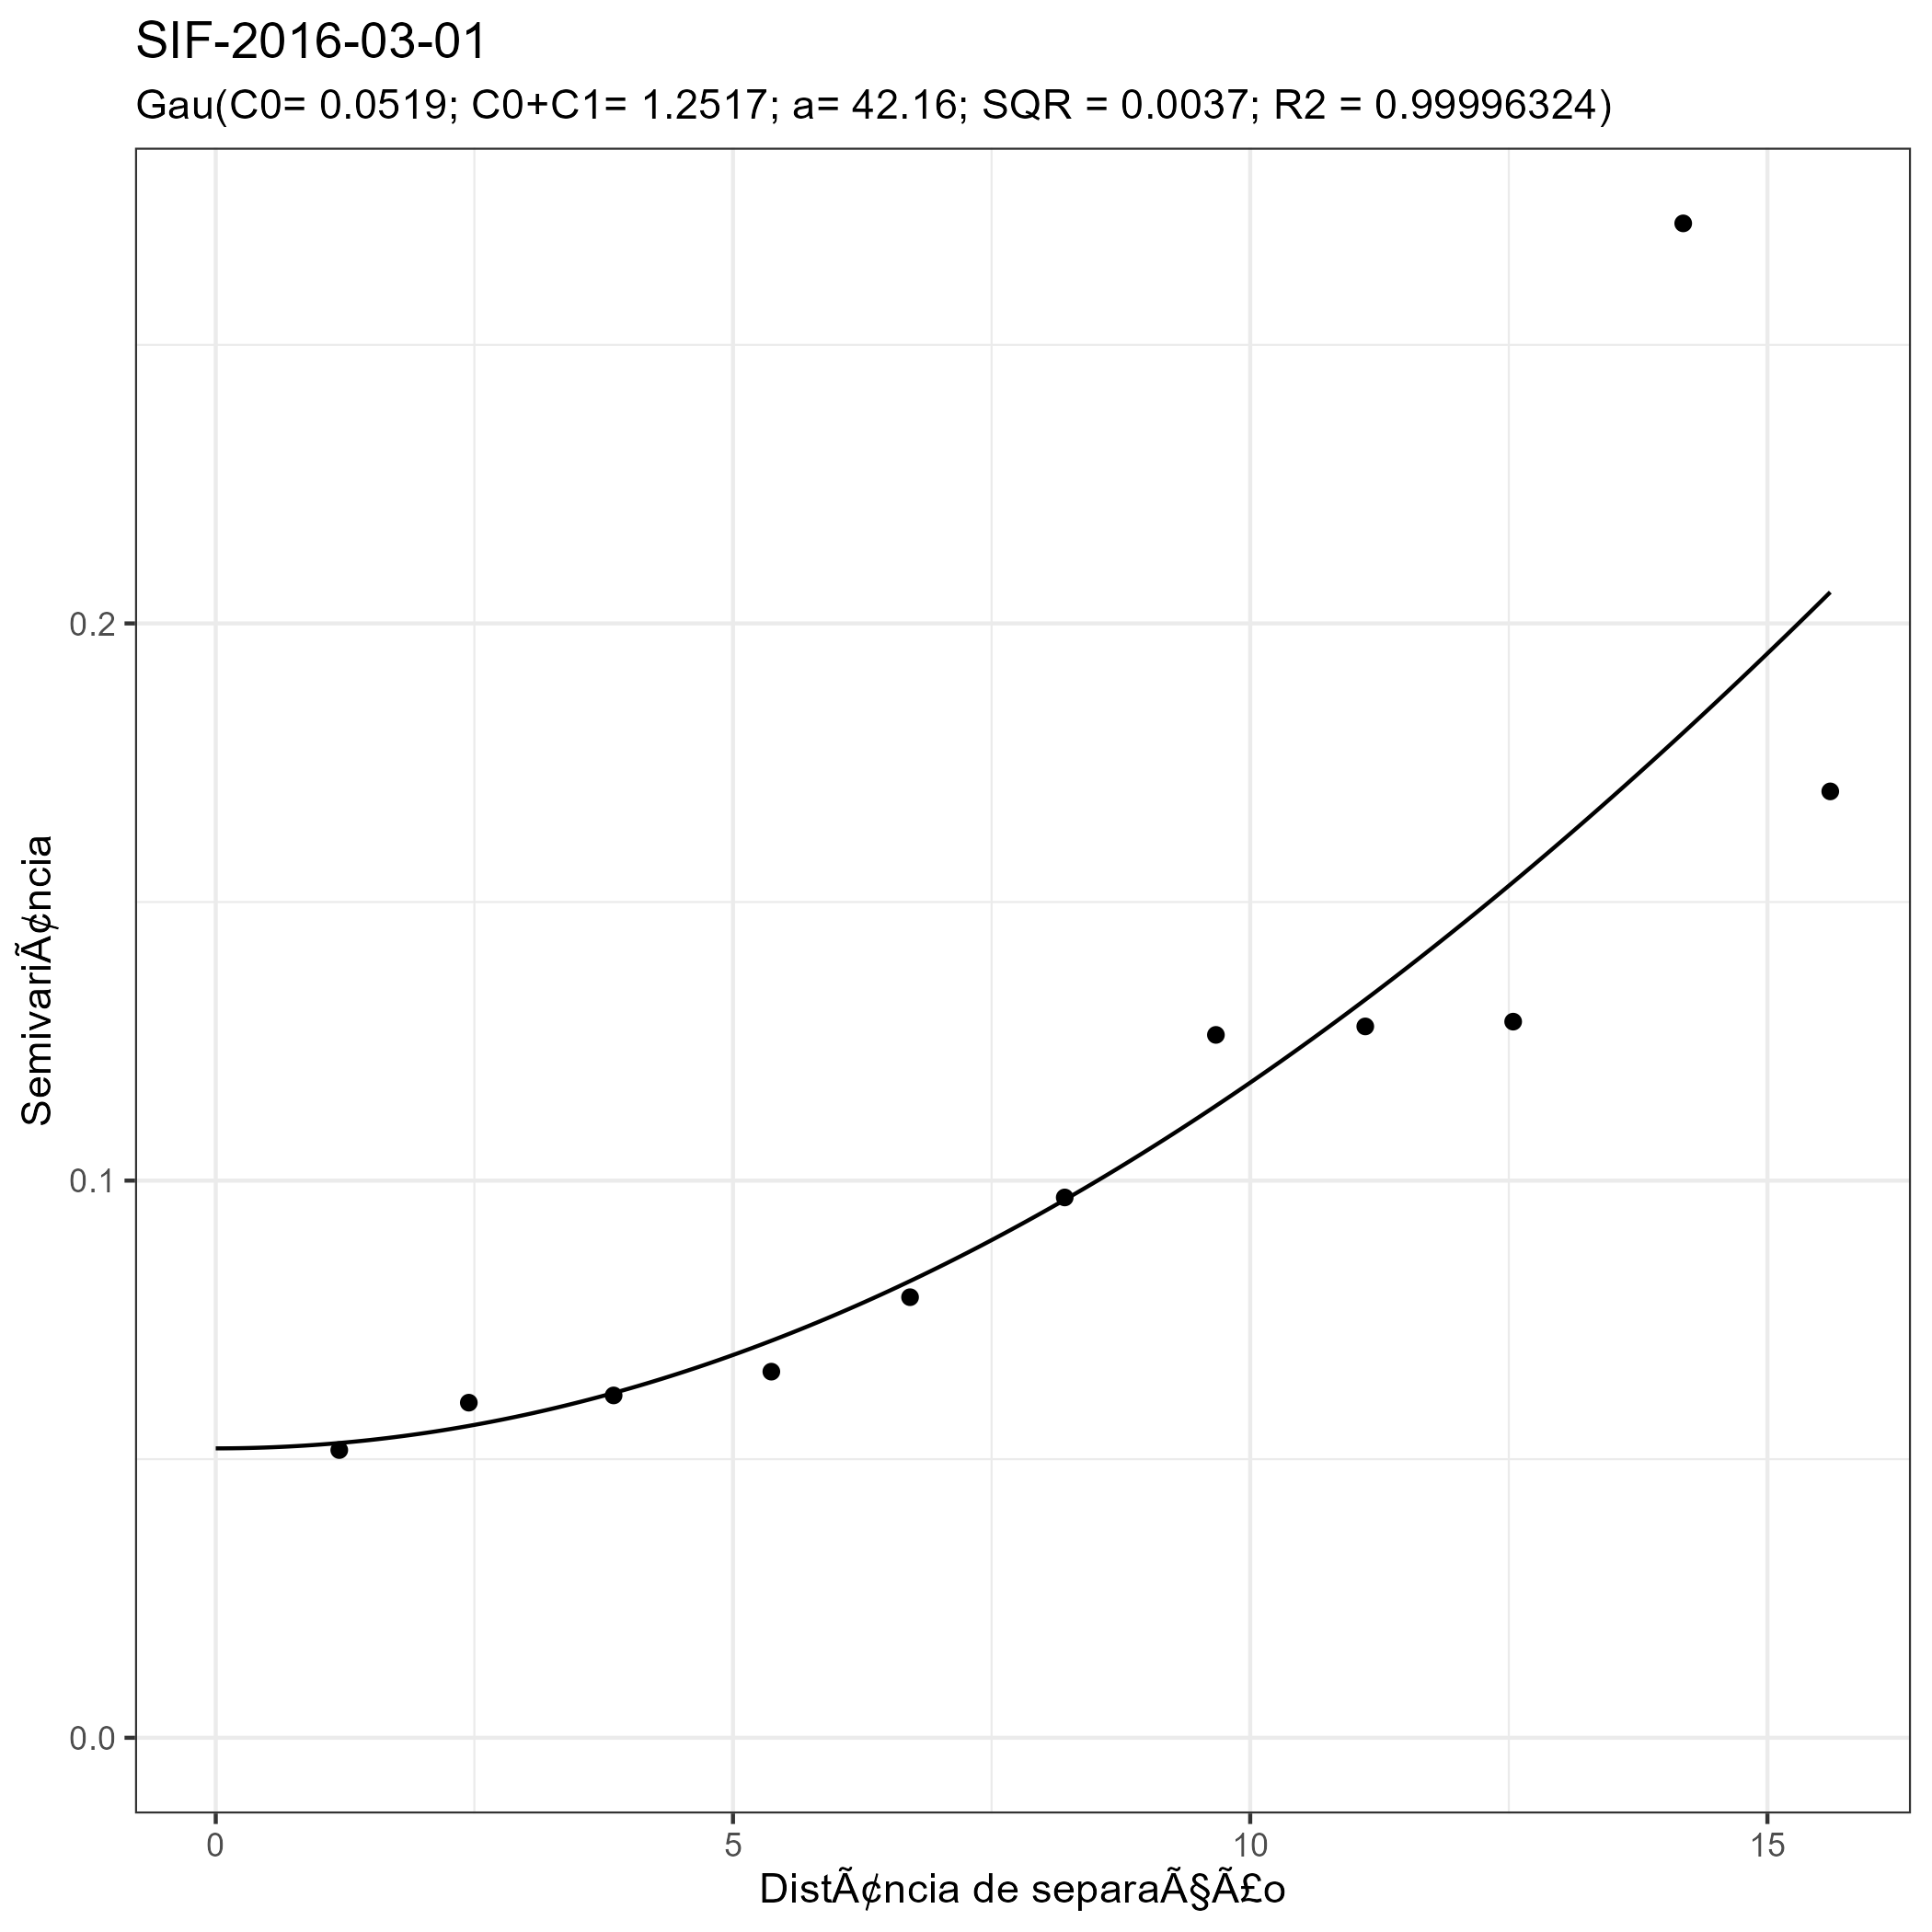 SIF-2016-03-01
Gau(C0= 0.0519; C0+C1= 1.2517; a= 42.16; SQR = 0.0037; R2 = 0.99996324)
SemivariÃ¢ncia
0.2
0.1
0.0
0 5 10 15
DistÃ¢ncia de separaÃ§Ã£o